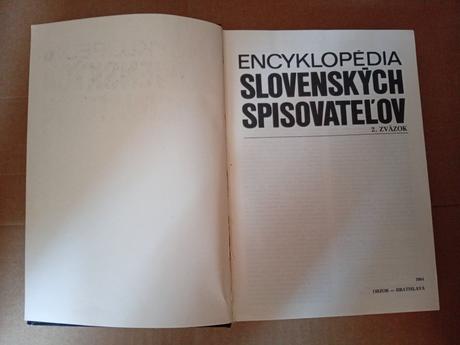 ENCYKLOPÉDIA
SLOVENSKÝCH
SPISOVATEĽOV
2. ZVÄZOK
1984
OBZOR — BRATISLAVA